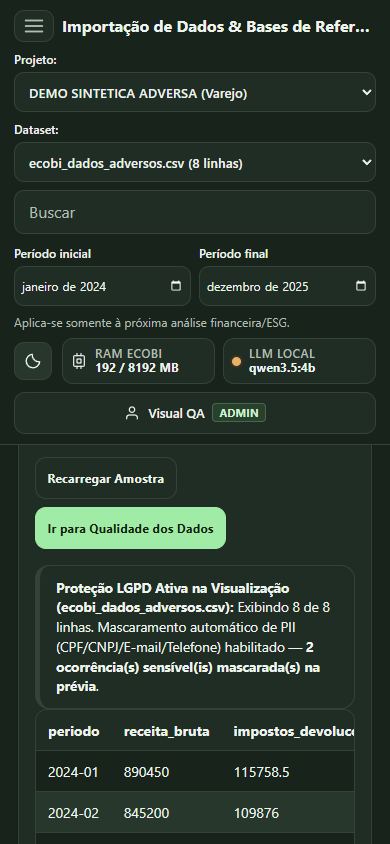 Importação de Dados & Bases de Refer...
Projeto:
DEMO SINTETICA ADVERSA (Varejo)
Dataset:
ecobi_dados_adversos.csv (8 linhas)
Buscar
Período inicial
Período final
janeiro de 2024
dezembro de 2025
Aplica-se somente à próxima análise financeira/ESG.
RAM ECOBI
192 / 8192 MB
LLM LOCAL
qwen3.5:4b
Visual QA
ADMIN
Recarregar Amostra
Ir para Qualidade dos Dados
Proteção LGPD Ativa na Visualização
(ecobi_dados_adversos.csv): Exibindo 8 de 8
linhas. Mascaramento automático de PII
(CPF/CNPJ/E-mail/Telefone) habilitado — 2
ocorrência(s) sensível(is) mascarada(s) na
prévia.
periodo receita_bruta impostos_devoluc
2024-01 890450 115758.5
2024-02 845200 109876